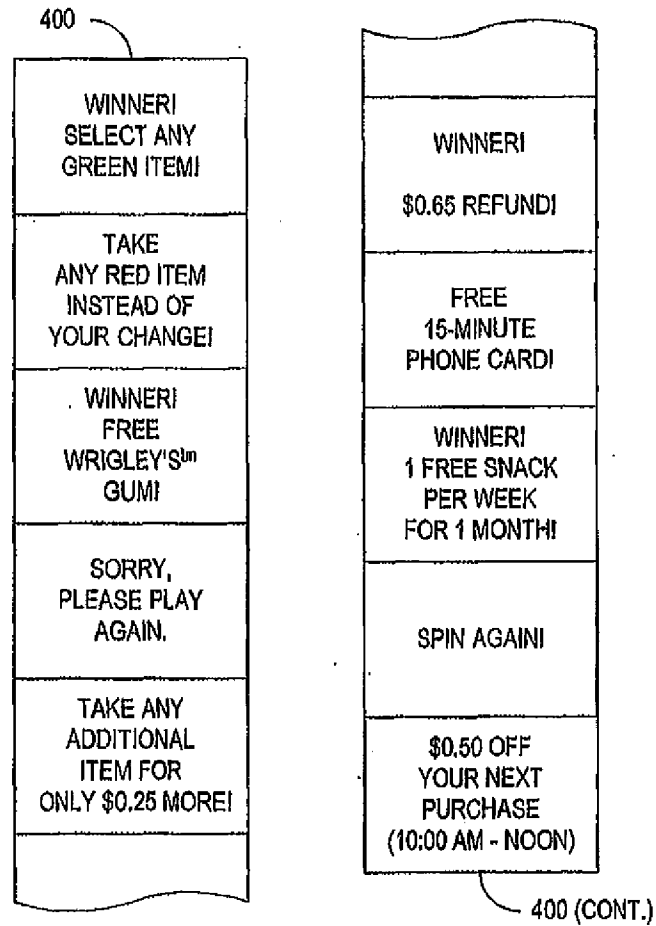 400
WINNER!
SELECT ANY
GREEN ITEM!
TAKE
ANY RED ITEM
INSTEAD OF
YOUR CHANGE!
WINNER!
FREE
WRIGLEY'Stm
GUM!
SORRY,
PLEASE PLAY
AGAIN.
TAKE ANY
ADDITIONAL
ITEM FOR
ONLY $0.25 MORE!
WINNER!
$0.65 REFUND!
FREE
15-MINUTE
PHONE CARD!
WINNER!
1 FREE SNACK
PER WEEK
FOR 1 MONTH!
SPIN AGAIN!
$0.50 OFF
YOUR NEXT
PURCHASE
(10:00 AM - NOON)
400 (CONT.)